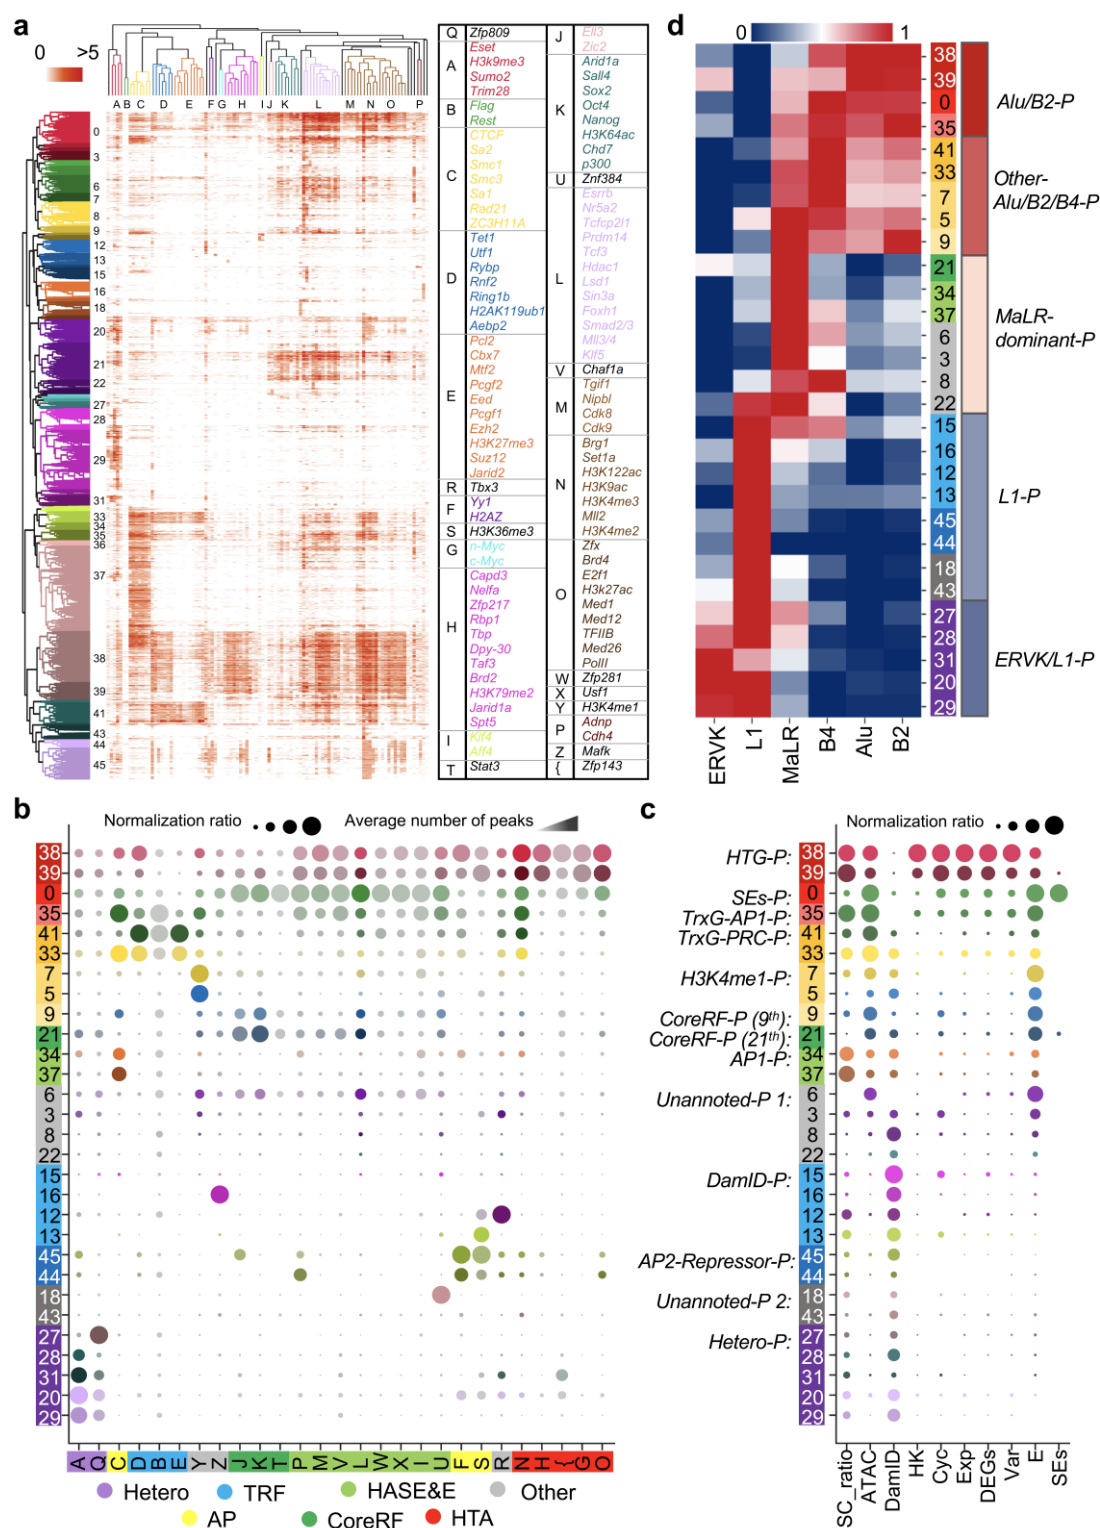 a
0 >5
A B C D E F G H I J K L M N O P
0
3
6
7
8
9
12
13
15
16
18
20
21
22
27
28
29
31
33
34
35
36
37
38
39
41
43
44
45
Q Zfp809
A Eset
H3k9me3
Sumo2
Trim28
B Flag
Rest
C CTCF
Sa2
Smc1
Smc3
Sa1
Rad21
ZC3H11A
D Tet1
Utf1
Rybp
Rnf2
Ring1b
H2AK119ub1
Aebp2
E Pcl2
Cbx7
Mtf2
Pcgf2
Eed
Pcgf1
Ezh2
H3K27me3
Suz12
Jarid2
R Tbx3
F Yy1
H2AZ
S H3K36me3
G n-Myc
c-Myc
H Capd3
Nelfa
Zfp217
Rbp1
Tbp
Dpy-30
Taf3
Brd2
H3K79me2
Jarid1a
Spt5
I Klf4
Aff4
T Stat3
J Ell3
Zic2
K Arid1a
Sall4
Sox2
Oct4
Nanog
H3K64ac
Chd7
p300
U Znf384
L Esrrb
Nr5a2
Tcfcp2l1
Prdm14
Tcf3
Hdac1
Lsd1
Sin3a
Foxh1
Smad2/3
Mll3/4
Klf5
V Chaf1a
M Tgif1
Nipbl
Cdk8
Cdk9
N Brg1
Set1a
H3K122ac
H3K9ac
H3K4me3
Mll2
H3K4me2
O Zfx
Brd4
E2f1
H3k27ac
Med1
Med12
TFIIB
Med26
PolII
W Zfp281
X Usf1
Y H3K4me1
P Adnp
Cdh4
Z Mafk
{ Zfp143
d
0 1
38
39
0
35
41
33
7
5
9
21
34
37
6
3
8
22
15
16
12
13
45
44
18
43
27
28
31
20
29
Alu/B2-P
Other-
Alu/B2/B4-P
MaLR-
dominant-P
L1-P
ERVK/L1-P
ERVK L1 MaLR B4 Alu B2
b
Normalization ratio Average number of peaks
38
39
0
35
41
33
7
5
9
21
34
37
6
3
8
22
15
16
12
13
45
44
18
43
27
28
31
20
29
A Q C D B E Y Z J K T P M V L W X I U F S R N H { G O
Hetero TRF HASE&E Other
AP CoreRF HTA
c
Normalization ratio
HTG-P:
SEs-P:
TrxG-AP1-P:
TrxG-PRC-P:
H3K4me1-P:
CoreRF-P (9th):
CoreRF-P (21th):
AP1-P:
Unannoted-P 1:
DamID-P:
AP2-Repressor-P:
Unannoted-P 2:
Hetero-P:
38
39
0
35
41
33
7
5
9
21
34
37
6
3
8
22
15
16
12
13
45
44
18
43
27
28
31
20
29
SC_ratio ATAC DamID HK Cyc Exp DEGs Var E SEs